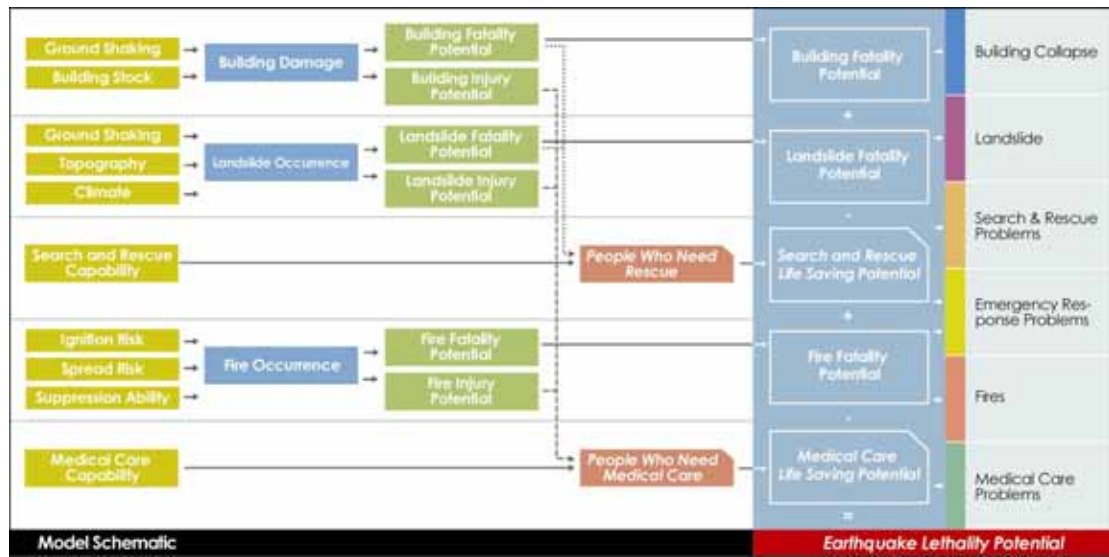 Ground Shaking
Building Stock
Building Damage
Building Fatality
Potential
Building Injury
Potential
Building Fatality
Potential
+
Building Collapse
Ground Shaking
Topography
Climate
Landslide Occurrence
Landslide Fatality
Potential
Landslide Injury
Potential
Landslide Fatality
Potential
-
Landslide
Search and Rescue
Capability
People Who Need
Rescue
Search and Rescue
Life Saving Potential
+
Search & Rescue
Problems
Emergency Res-
ponse Problems
Ignition Risk
Spread Risk
Suppression Ability
Fire Occurrence
Fire Fatality
Potential
Fire Injury
Potential
Fire Fatality
Potential
-
Fires
Medical Care
Capability
People Who Need
Medical Care
Medical Care
Life Saving Potential
=
Medical Care
Problems
Model Schematic
Earthquake Lethality Potential